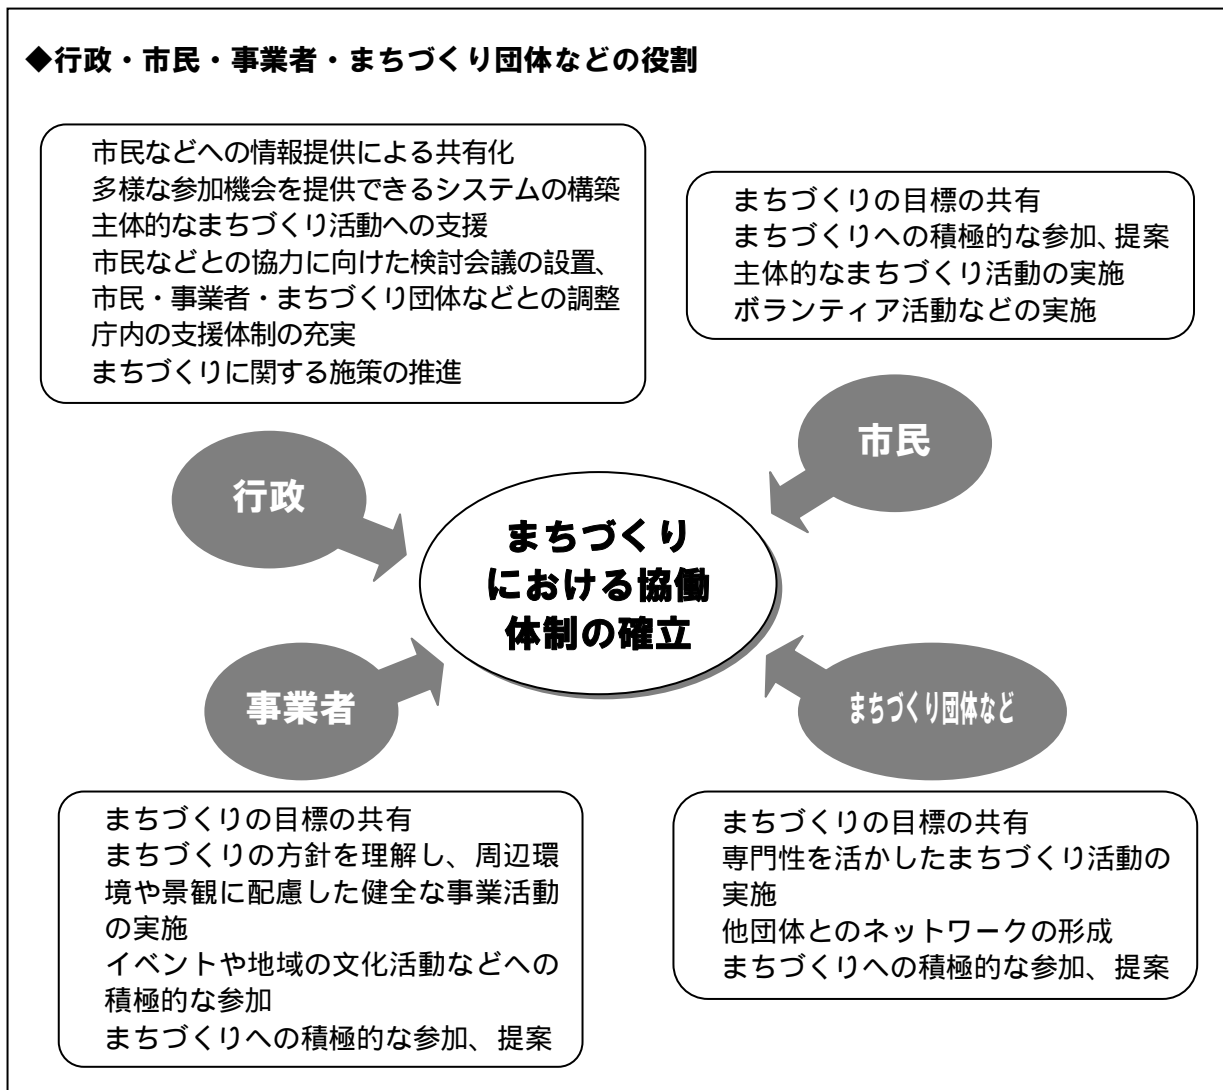 ◆行政・市民・事業者・まちづくり団体などの役割
市民などへの情報提供による共有化
多様な参加機会を提供できるシステムの構築
主体的なまちづくり活動への支援
市民などとの協力に向けた検討会議の設置、
市民・事業者・まちづくり団体などとの調整
庁内の支援体制の充実
まちづくりに関する施策の推進
まちづくりの目標の共有
まちづくりへの積極的な参加、提案
主体的なまちづくり活動の実施
ボランティア活動などの実施
行政
市民
まちづくり
における協働
体制の確立
事業者
まちづくり団体など
まちづくりの目標の共有
まちづくりの方針を理解し、周辺環
境や景観に配慮した健全な事業活動
の実施
イベントや地域の文化活動などへの
積極的な参加
まちづくりへの積極的な参加、提案
まちづくりの目標の共有
専門性を活かしたまちづくり活動の
実施
他団体とのネットワークの形成
まちづくりへの積極的な参加、提案